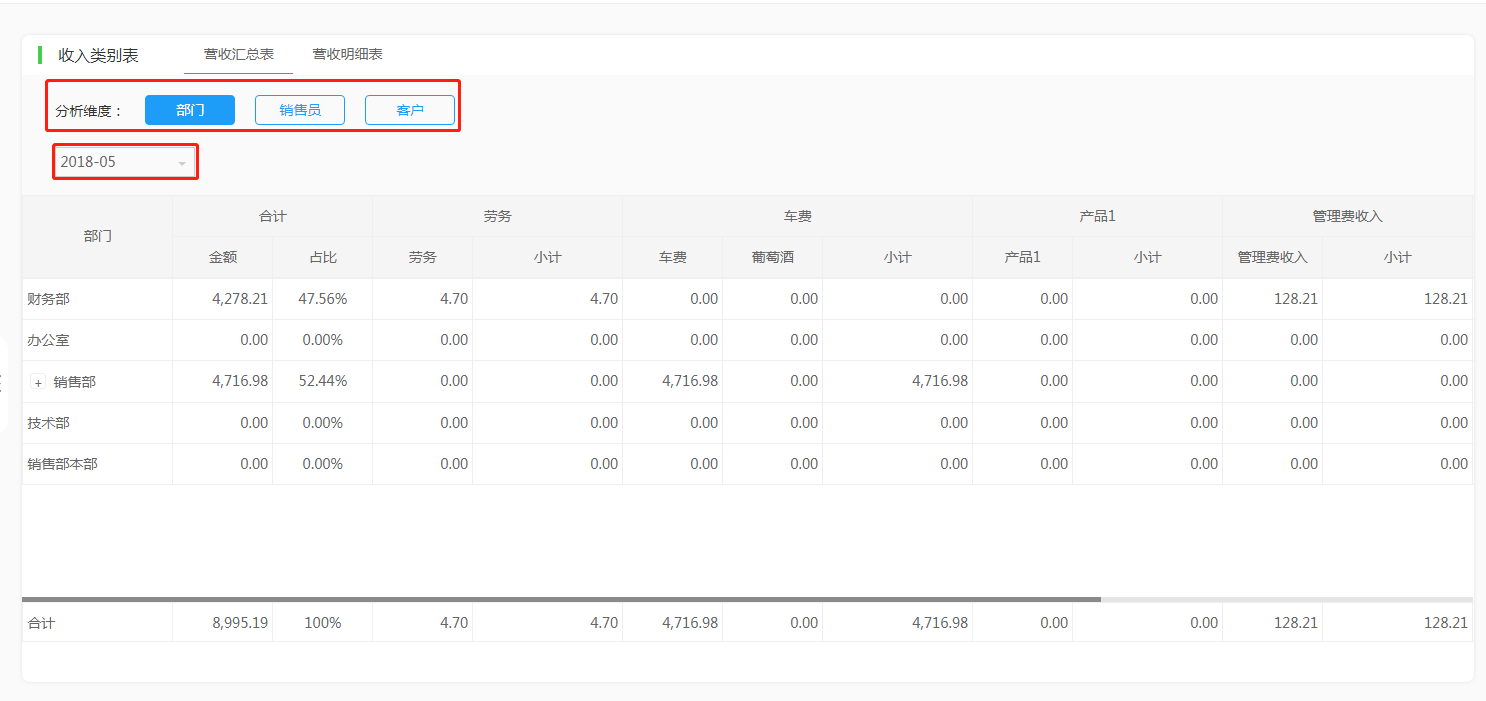 收入类别表 营收汇总表 营收明细表
分析维度： 部门 销售员 客户
2018-05
部门 合计 劳务 车费 产品1 管理费收入
金额 占比 劳务 小计 车费 葡萄酒 小计 产品1 小计 管理费收入 小计
财务部 4,278.21 47.56% 4.70 4.70 0.00 0.00 0.00 0.00 0.00 128.21 128.21
办公室 0.00 0.00% 0.00 0.00 0.00 0.00 0.00 0.00 0.00 0.00 0.00
+ 销售部 4,716.98 52.44% 0.00 0.00 4,716.98 0.00 4,716.98 0.00 0.00 0.00 0.00
技术部 0.00 0.00% 0.00 0.00 0.00 0.00 0.00 0.00 0.00 0.00 0.00
销售部本部 0.00 0.00% 0.00 0.00 0.00 0.00 0.00 0.00 0.00 0.00 0.00
合计 8,995.19 100% 4.70 4.70 4,716.98 0.00 4,716.98 0.00 0.00 128.21 128.21